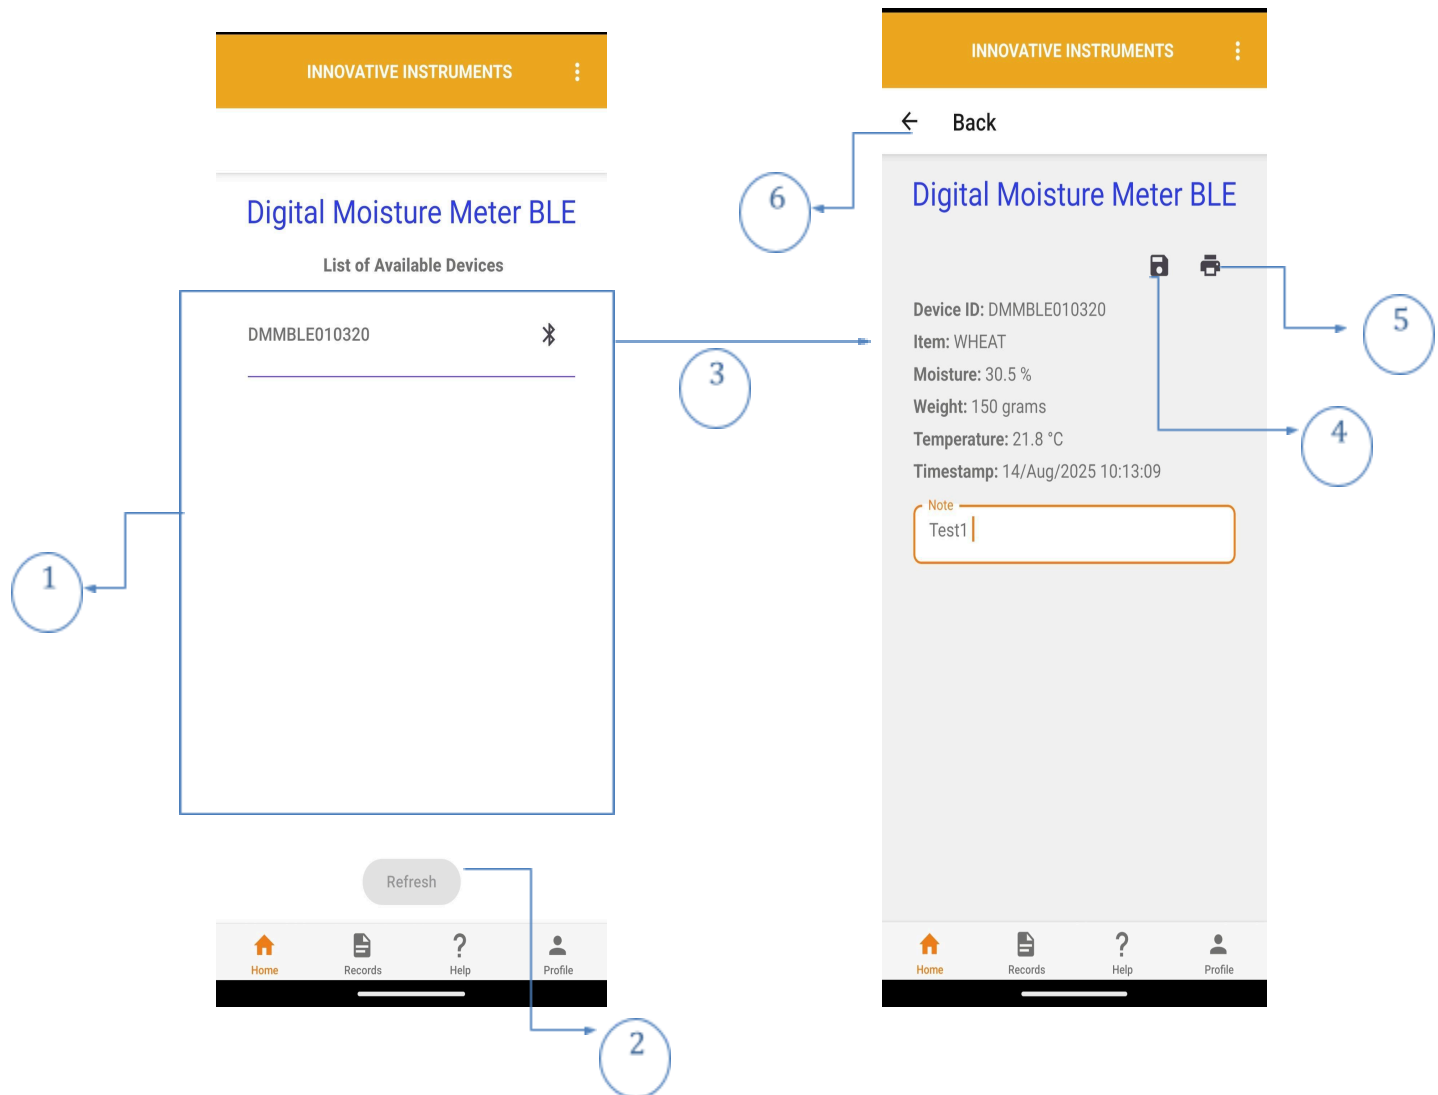 INNOVATIVE INSTRUMENTS
Digital Moisture Meter BLE
List of Available Devices
DMMBLE010320
Refresh
Home
Records
Help
Profile
1
2
3
INNOVATIVE INSTRUMENTS
Back
6
Digital Moisture Meter BLE
Device ID: DMMBLE010320
Item: WHEAT
Moisture: 30.5 %
Weight: 150 grams
Temperature: 21.8 °C
Timestamp: 14/Aug/2025 10:13:09
Note
Test1
5
4
Home
Records
Help
Profile